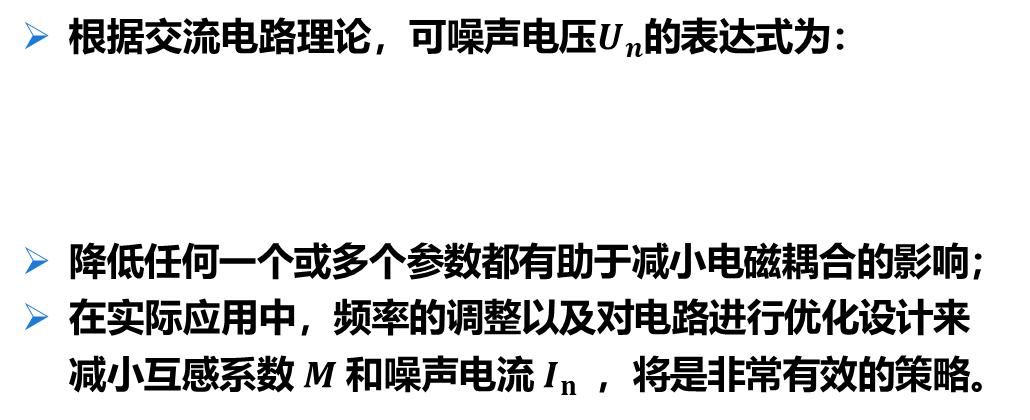 ➢ 根据交流电路理论，可噪声电压Uₙ的表达式为：
➢ 降低任何一个或多个参数都有助于减小电磁耦合的影响；
➢ 在实际应用中，频率的调整以及对电路进行优化设计来
减小互感系数 M 和噪声电流 Iₙ ，将是非常有效的策略。